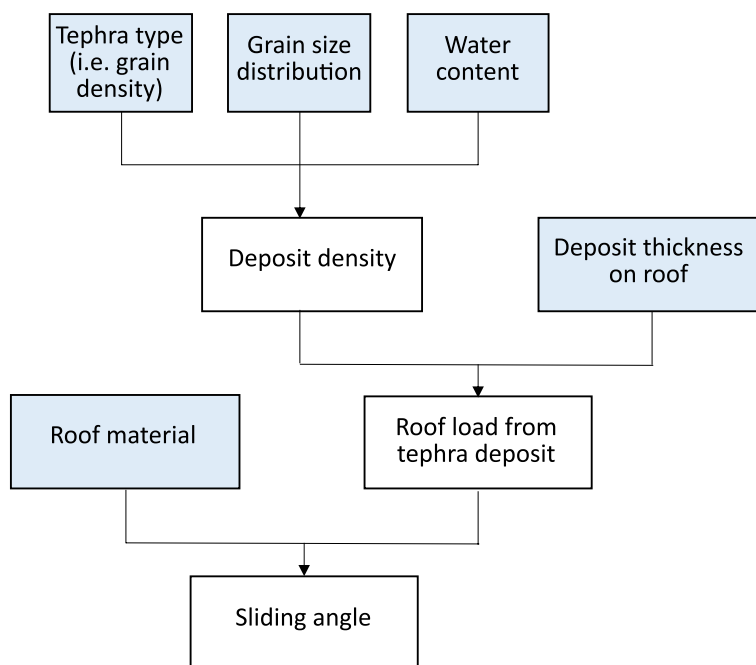 Tephra type
(i.e. grain
density)
Grain size
distribution
Water
content
Deposit density
Deposit thickness
on roof
Roof material
Roof load from
tephra deposit
Sliding angle